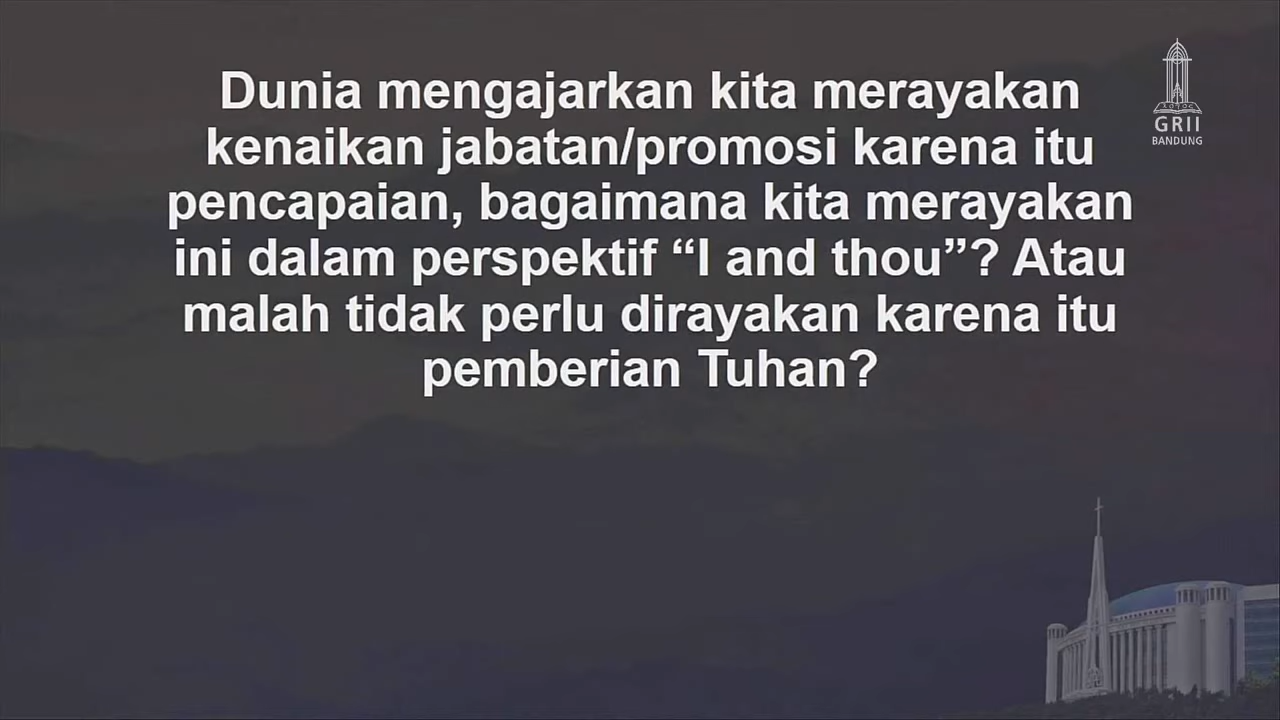 Dunia mengajarkan kita merayakan
kenaikan jabatan/promosi karena itu
pencapaian, bagaimana kita merayakan
ini dalam perspektif “I and thou”? Atau
malah tidak perlu dirayakan karena itu
pemberian Tuhan?
GRII
BANDUNG